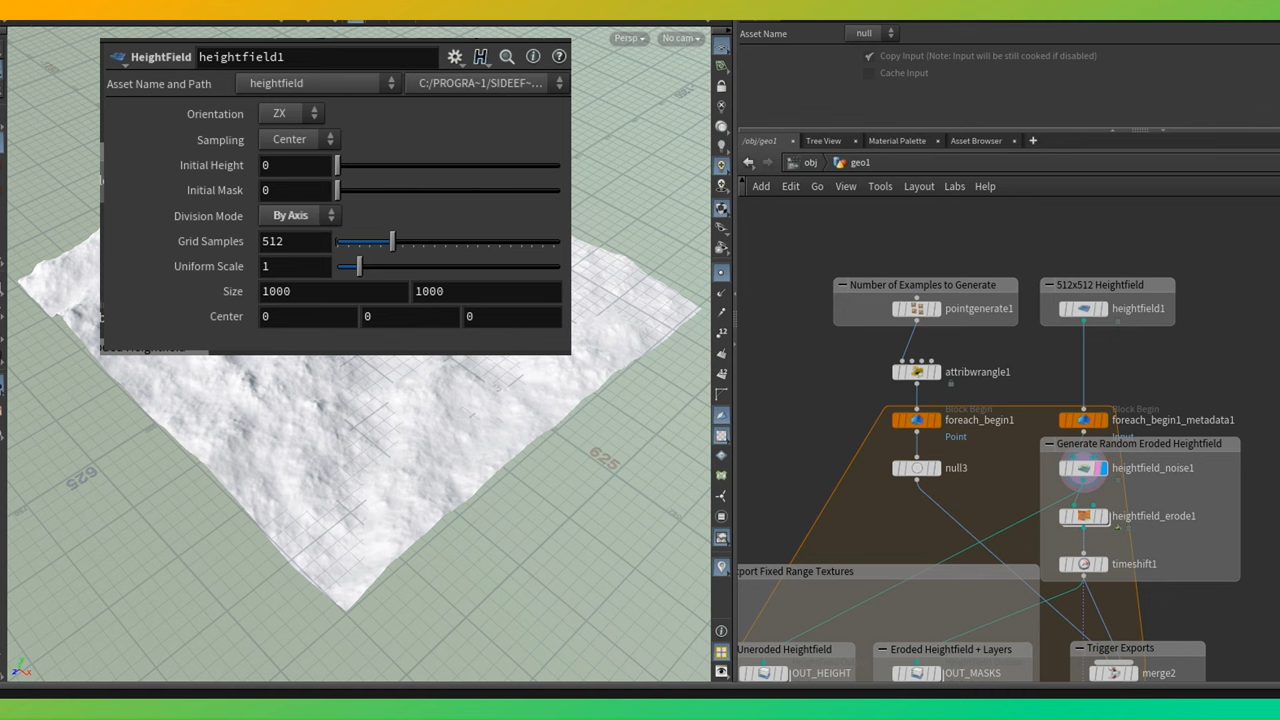 HeightField heightfield1
Asset Name and Path heightfield C:/PROGRA~1/SIDEEF~...
Orientation ZX
Sampling Center
Initial Height 0
Initial Mask 0
Division Mode By Axis
Grid Samples 512
Uniform Scale 1
Size 1000 1000
Center 0 0 0
Persp No cam
625
625
Asset Name null
Copy Input (Note: Input will be still cooked if disabled)
Cache Input
/obj/geo1 Tree View Material Palette Asset Browser
obj geo1
Add Edit Go View Tools Layout Labs Help
Number of Examples to Generate
pointgenerate1
512x512 Heightfield
heightfield1
attribwrangle1
Block Begin
foreach_begin1
Point
Block Begin
foreach_begin1_metadata1
null3
Generate Random Eroded Heightfield
heightfield_noise1
heightfield_erode1
timeshift1
port Fixed Range Textures
Uneroded Heightfield
OUT_HEIGHT
Eroded Heightfield + Layers
OUT_MASKS
Trigger Exports
merge2